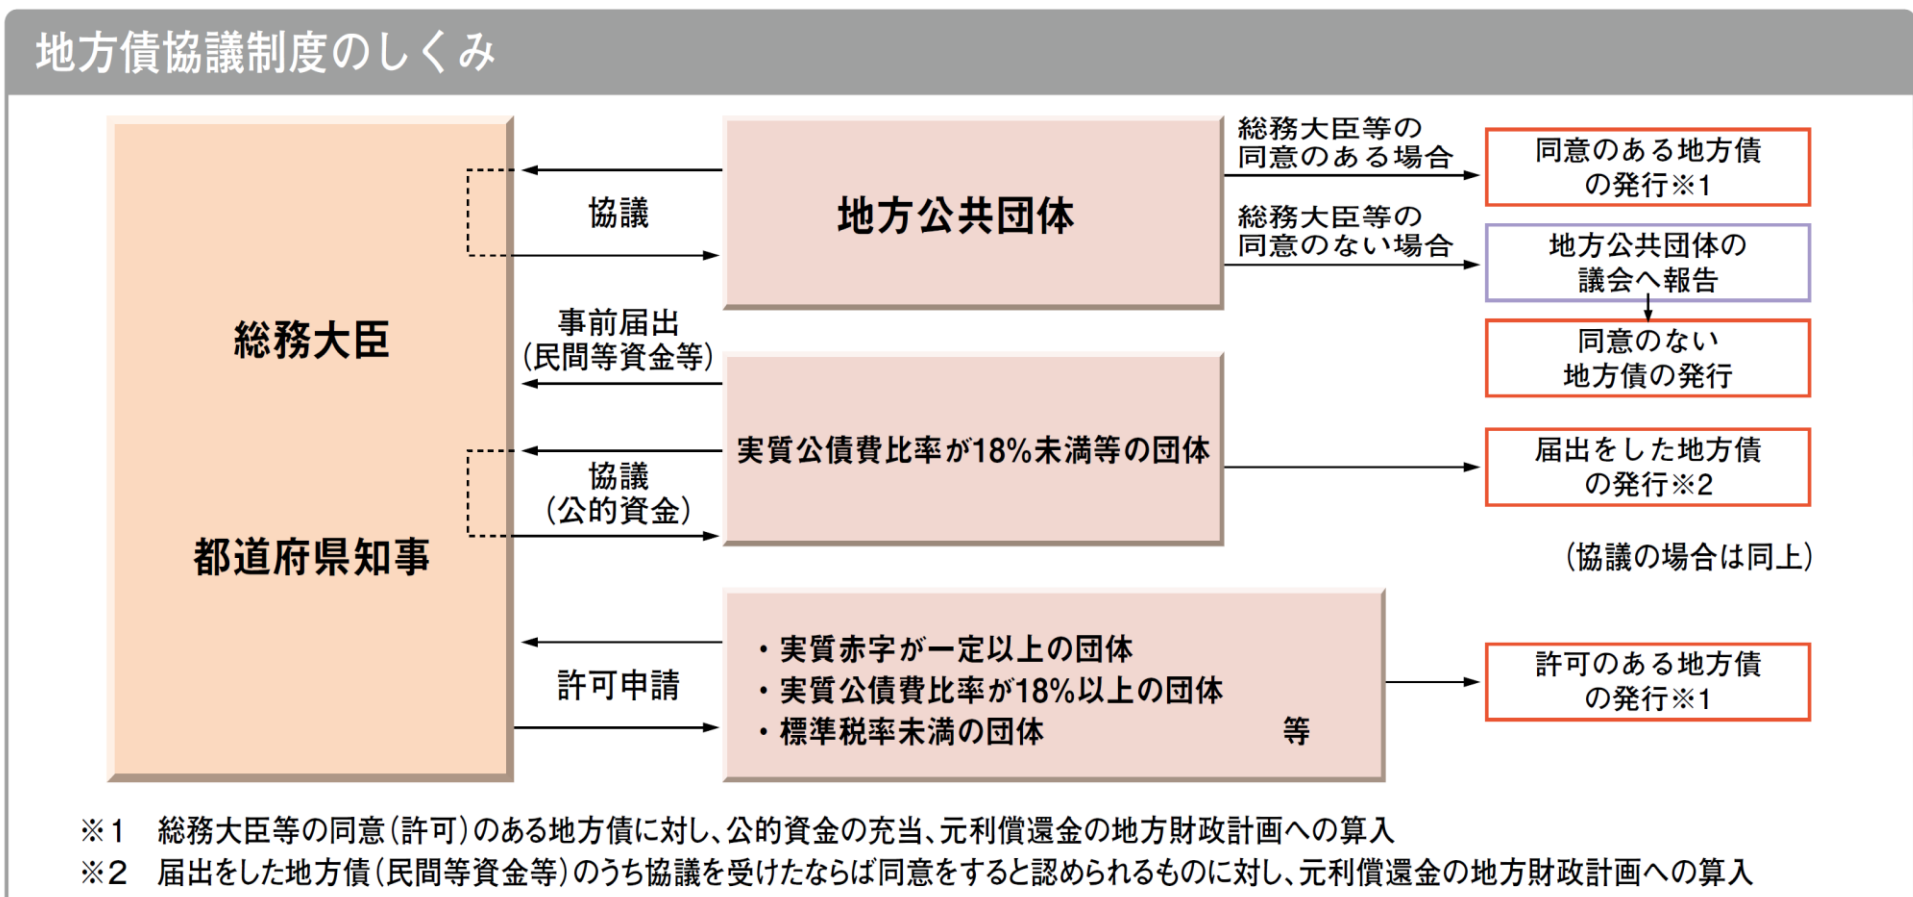 地方債協議制度のしくみ
総務大臣
都道府県知事
協議
事前届出
(民間等資金等)
協議
(公的資金)
許可申請
地方公共団体
実質公債費比率が18%未満等の団体
・実質赤字が一定以上の団体
・実質公債費比率が18%以上の団体
・標準税率未満の団体 等
総務大臣等の
同意のある場合
同意のある地方債
の発行※1
総務大臣等の
同意のない場合
地方公共団体の
議会へ報告
同意のない
地方債の発行
届出をした地方債
の発行※2
(協議の場合は同上)
許可のある地方債
の発行※1
※1 総務大臣等の同意(許可)のある地方債に対し、公的資金の充当、元利償還金の地方財政計画への算入
※2 届出をした地方債(民間等資金等)のうち協議を受けたならば同意をすると認められるものに対し、元利償還金の地方財政計画への算入